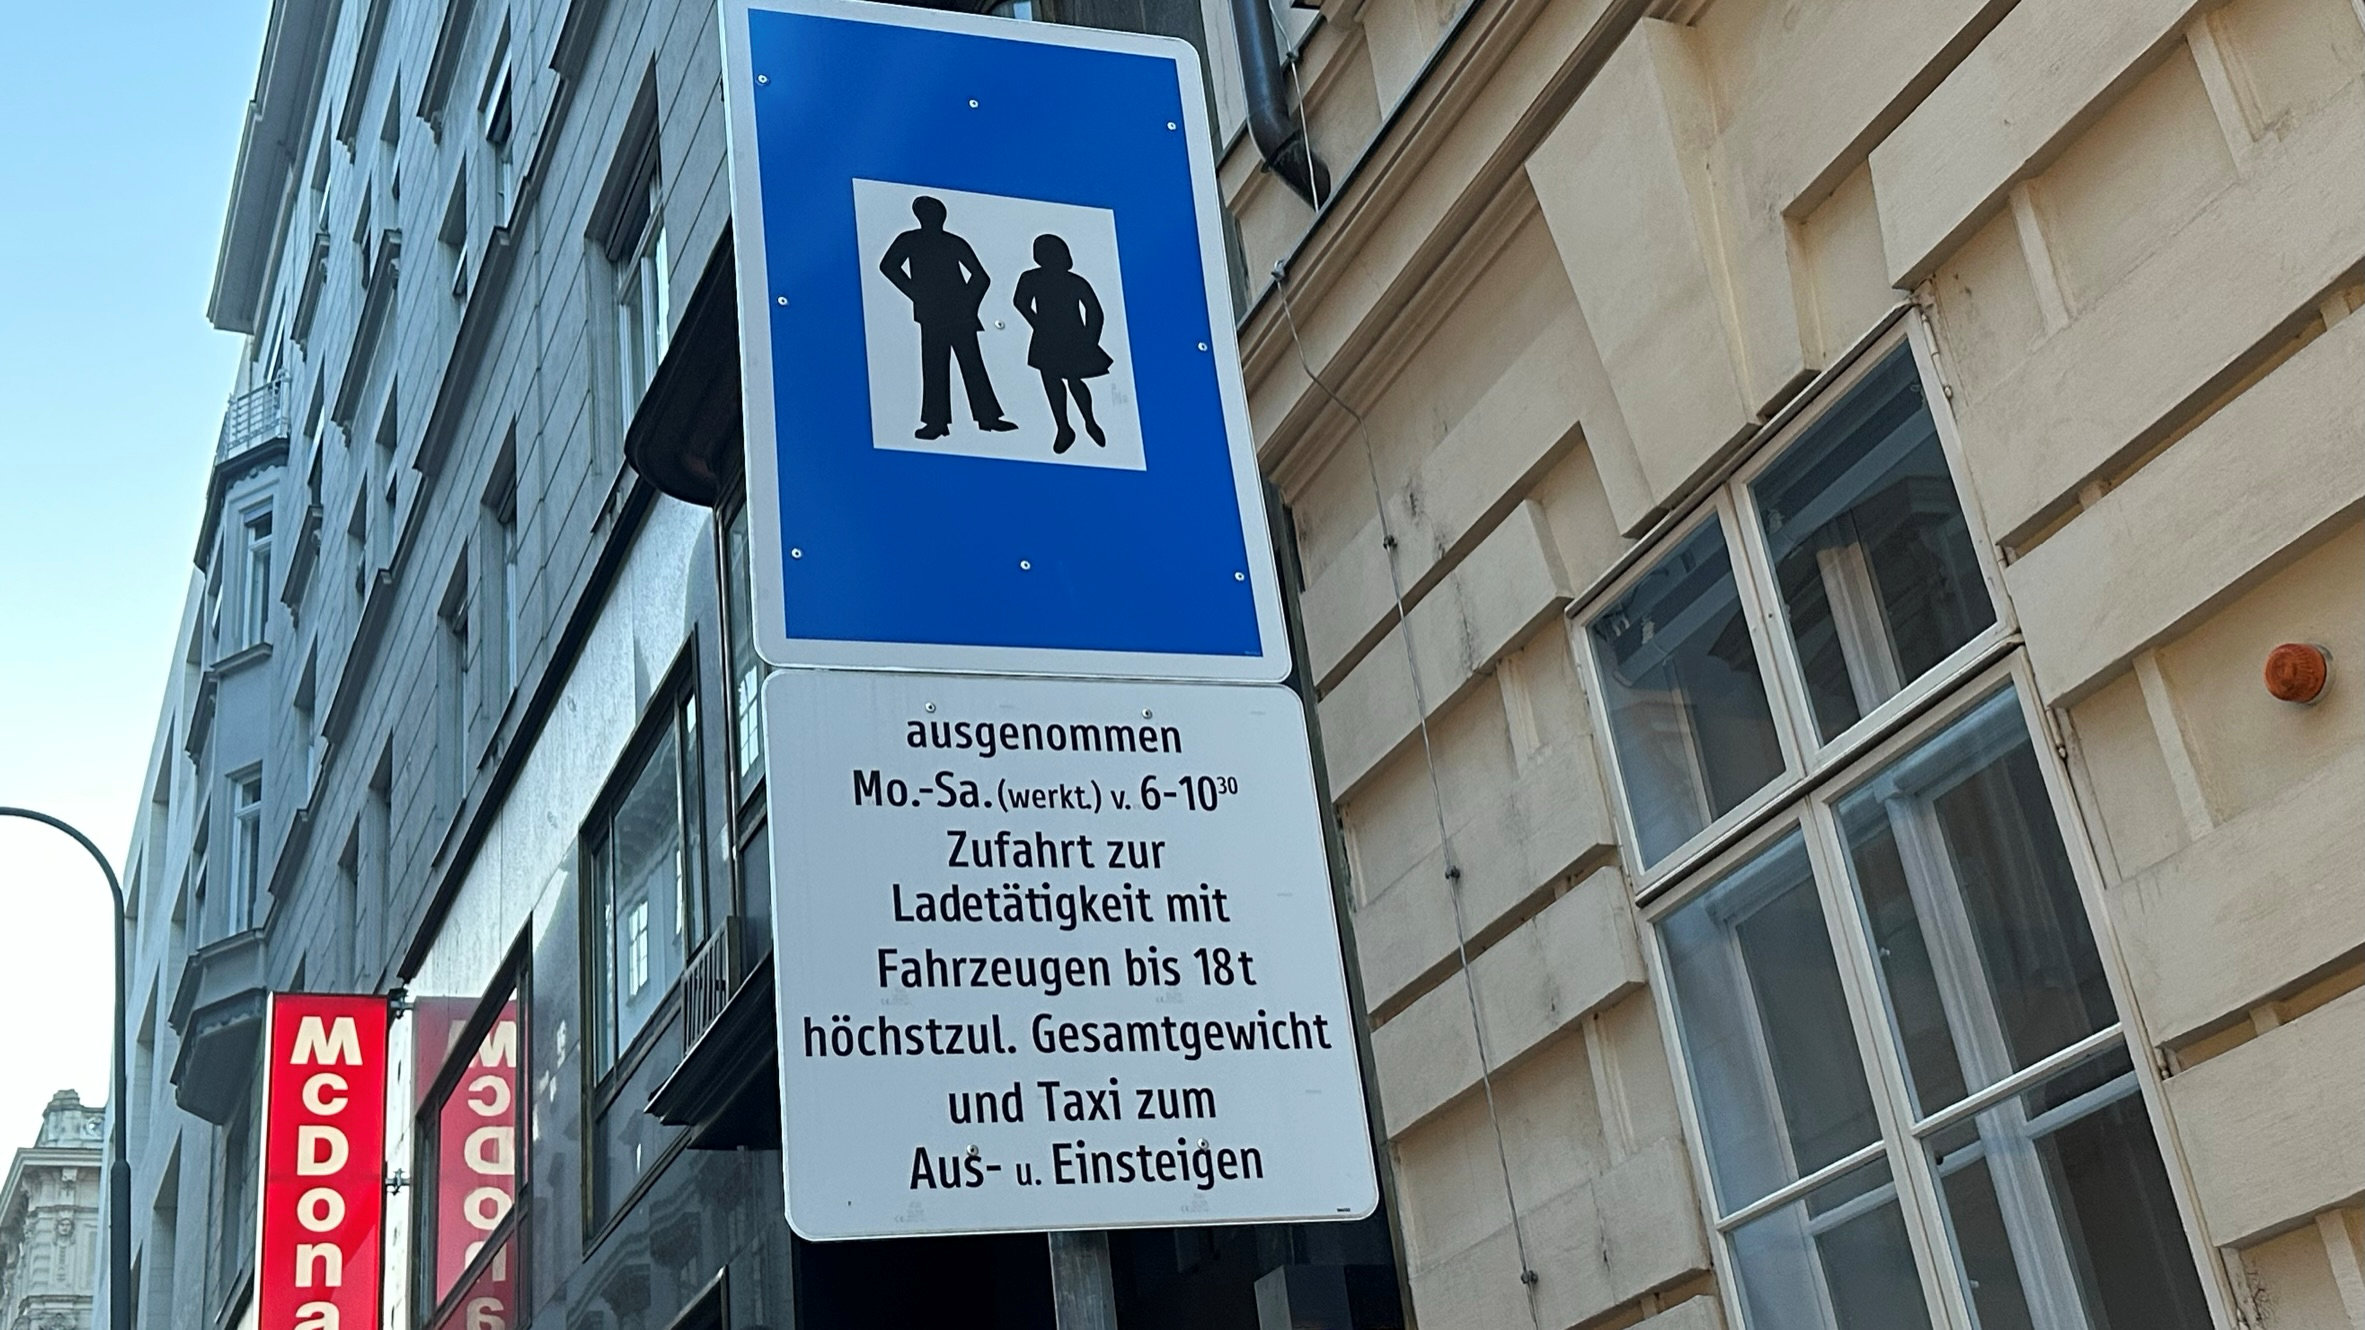 ausgenommen
Mo.-Sa. (werkt.) v. 6-10³⁰
Zufahrt zur
Ladetätigkeit mit
Fahrzeugen bis 18 t
höchstzul. Gesamtgewicht
und Taxi zum
Aus- u. Einsteigen
McDona